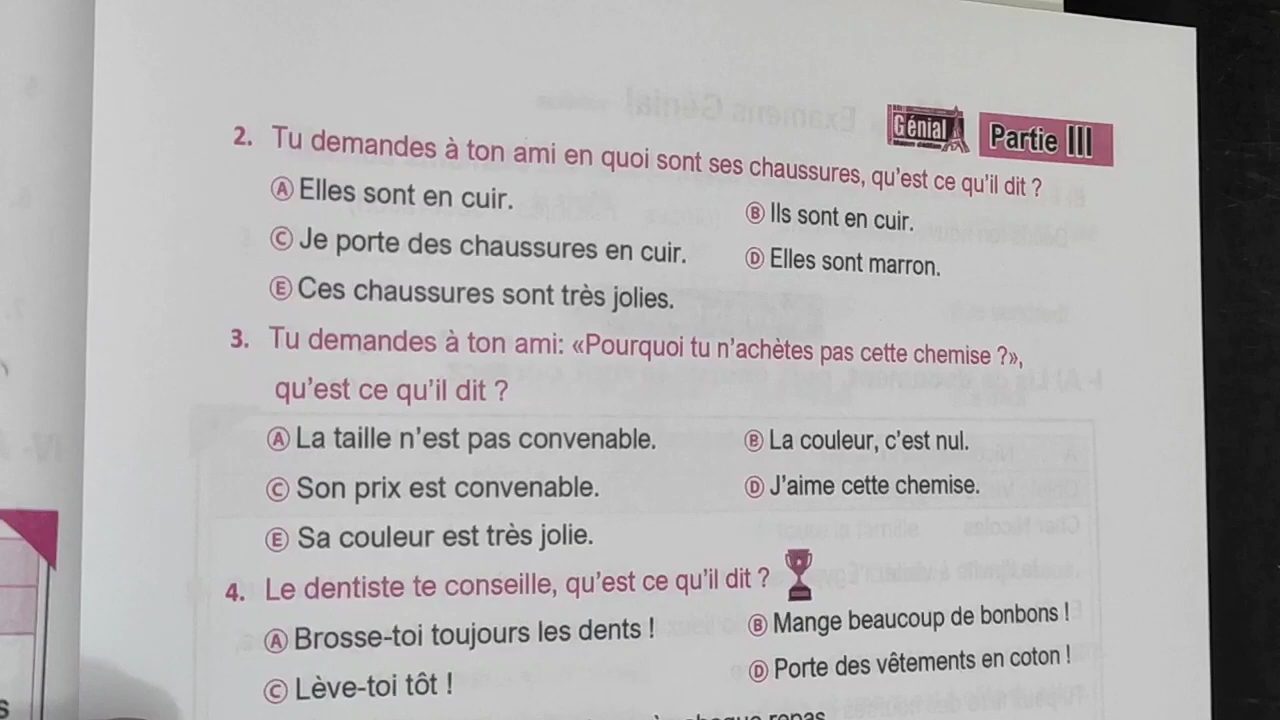 Génial Partie III
2. Tu demandes à ton ami en quoi sont ses chaussures, qu'est ce qu'il dit ?
Ⓐ Elles sont en cuir. Ⓑ Ils sont en cuir.
Ⓒ Je porte des chaussures en cuir. Ⓓ Elles sont marron.
Ⓔ Ces chaussures sont très jolies.
3. Tu demandes à ton ami: «Pourquoi tu n'achètes pas cette chemise ?»,
qu'est ce qu'il dit ?
Ⓐ La taille n'est pas convenable. Ⓑ La couleur, c'est nul.
Ⓒ Son prix est convenable. Ⓓ J'aime cette chemise.
Ⓔ Sa couleur est très jolie.
4. Le dentiste te conseille, qu'est ce qu'il dit ?
Ⓐ Brosse-toi toujours les dents ! Ⓑ Mange beaucoup de bonbons !
Ⓒ Lève-toi tôt ! Ⓓ Porte des vêtements en coton !